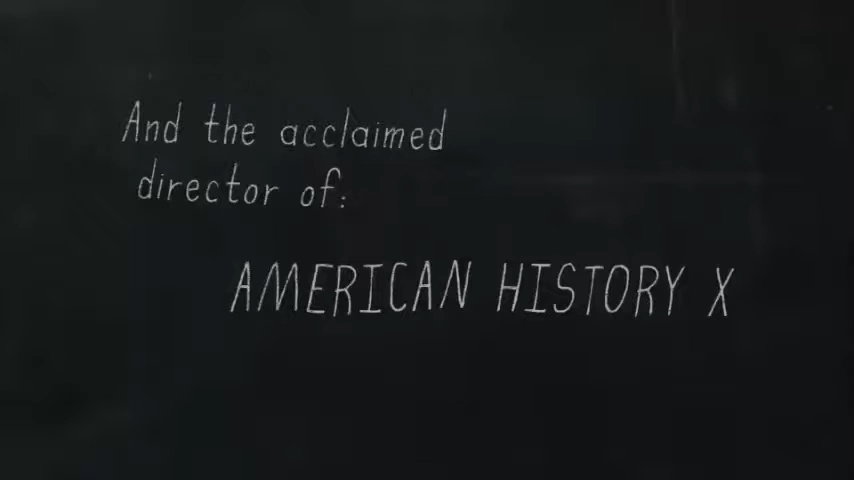 And the acclaimed
director of:
AMERICAN HISTORY X